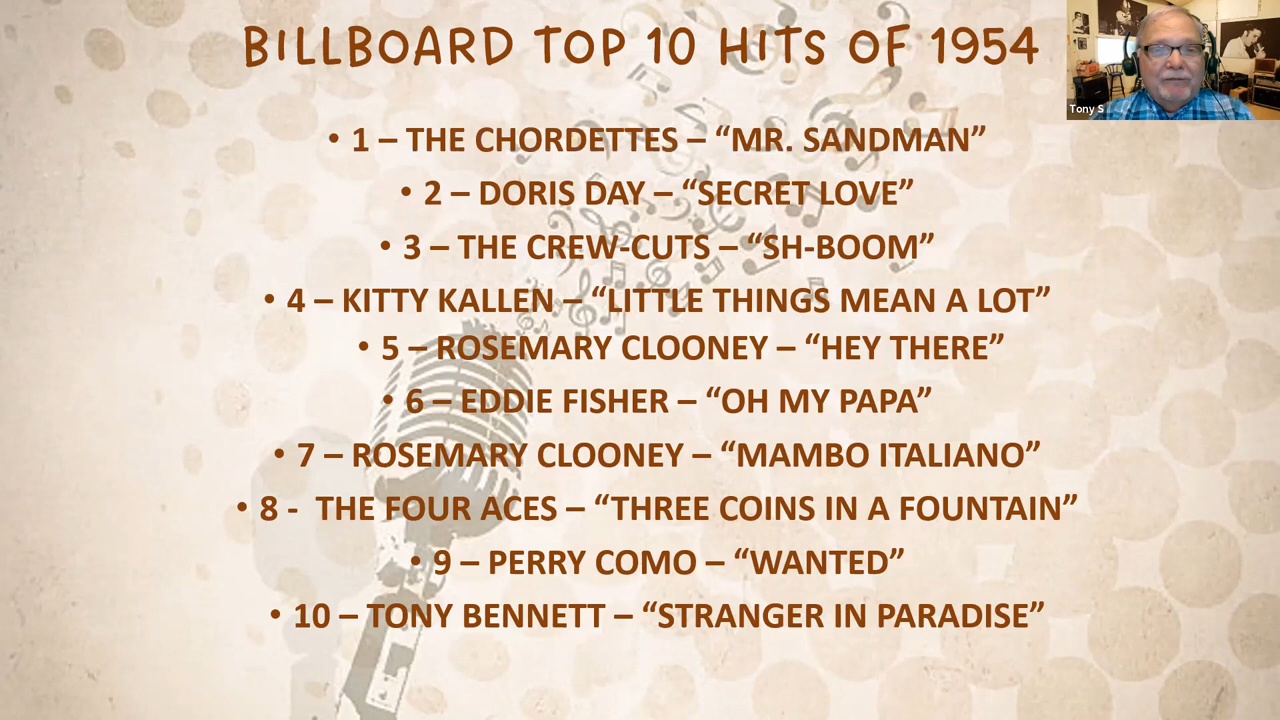 BILLBOARD TOP 10 HITS OF 1954
Tony S
• 1 – THE CHORDETTES – “MR. SANDMAN”
• 2 – DORIS DAY – “SECRET LOVE”
• 3 – THE CREW-CUTS – “SH-BOOM”
• 4 – KITTY KALLEN – “LITTLE THINGS MEAN A LOT”
• 5 – ROSEMARY CLOONEY – “HEY THERE”
• 6 – EDDIE FISHER – “OH MY PAPA”
• 7 – ROSEMARY CLOONEY – “MAMBO ITALIANO”
• 8 -  THE FOUR ACES – “THREE COINS IN A FOUNTAIN”
• 9 – PERRY COMO – “WANTED”
• 10 – TONY BENNETT – “STRANGER IN PARADISE”